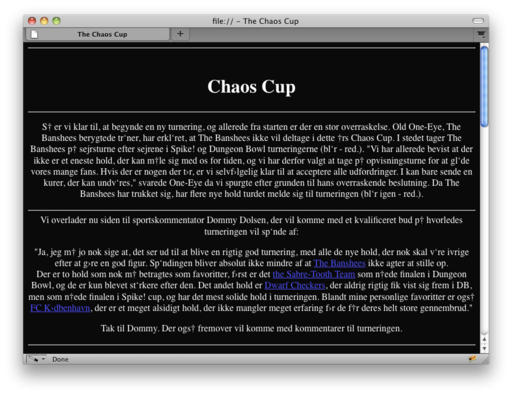 file:// - The Chaos Cup
The Chaos Cup
Chaos Cup
S† er vi klar til, at begynde en ny turnering, og allerede fra starten er der en stor overraskelse. Old One-Eye, The
Banshees berygtede tr‘ner, har erkl‘ret, at The Banshees ikke vil deltage i dette †rs Chaos Cup. I stedet tager The
Banshees p† sejrsturne efter sejrene i Spike! og Dungeon Bowl turneringerne (bl‘r - red.). "Vi har allerede bevist at der
ikke er et eneste hold, der kan m†le sig med os for tiden, og vi har derfor valgt at tage p† opvisningsturne for at gl‘de
vores mange fans. Hvis der er nogen der t›r, er vi selvf›lgelig klar til at acceptere alle udfordringer. I kan bare sende en
kurer, der kan undv‘res," svarede One-Eye da vi spurgte efter grunden til hans overraskende beslutning. Da The
Banshees har trukket sig, har flere nye hold turdet melde sig til turneringen (bl‘r igen - red.).
Vi overlader nu siden til sportskommentator Dommy Dolsen, der vil komme med et kvalificeret bud p† hvorledes
turneringen vil sp‘nde af:
"Ja, jeg m† jo nok sige at, det ser ud til at blive en rigtig god turnering, med alle de nye hold, der nok skal v‘re ivrige
efter at g›re en god figur. Sp‘ndingen bliver absolut ikke mindre af at The Banshees ikke agter at stille op.
Der er to hold som nok m† betragtes som favoritter, f›rst er det the Sabre-Tooth Team som n†ede finalen i Dungeon
Bowl, og de er kun blevet st‘rkere efter den. Det andet hold er Dwarf Checkers, der aldrig rigtig fik vist sig frem i DB,
men som n†ede finalen i Spike! cup, og har det mest solide hold i turneringen. Blandt mine personlige favoritter er ogs†
FC K›dbenhavn, der er et meget alsidigt hold, der ikke mangler meget erfaring f›r de f†r deres helt store gennembrud."
Tak til Dommy. Der ogs† fremover vil komme med kommentarer til turneringen.
Done